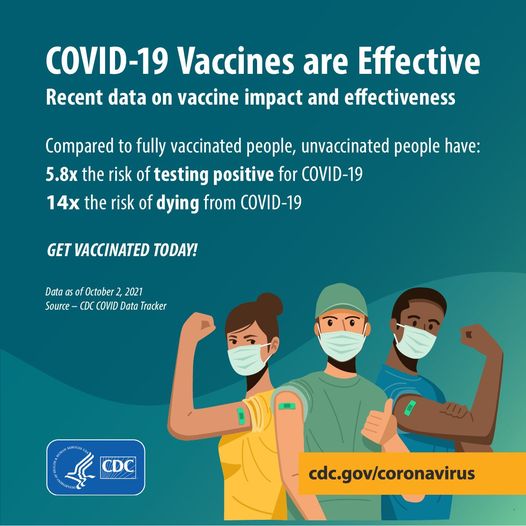 COVID-19 Vaccines are Effective
Recent data on vaccine impact and effectiveness
Compared to fully vaccinated people, unvaccinated people have:
5.8x the risk of testing positive for COVID-19
14x the risk of dying from COVID-19
GET VACCINATED TODAY!
Data as of October 2, 2021
Source – CDC COVID Data Tracker
CDC
cdc.gov/coronavirus